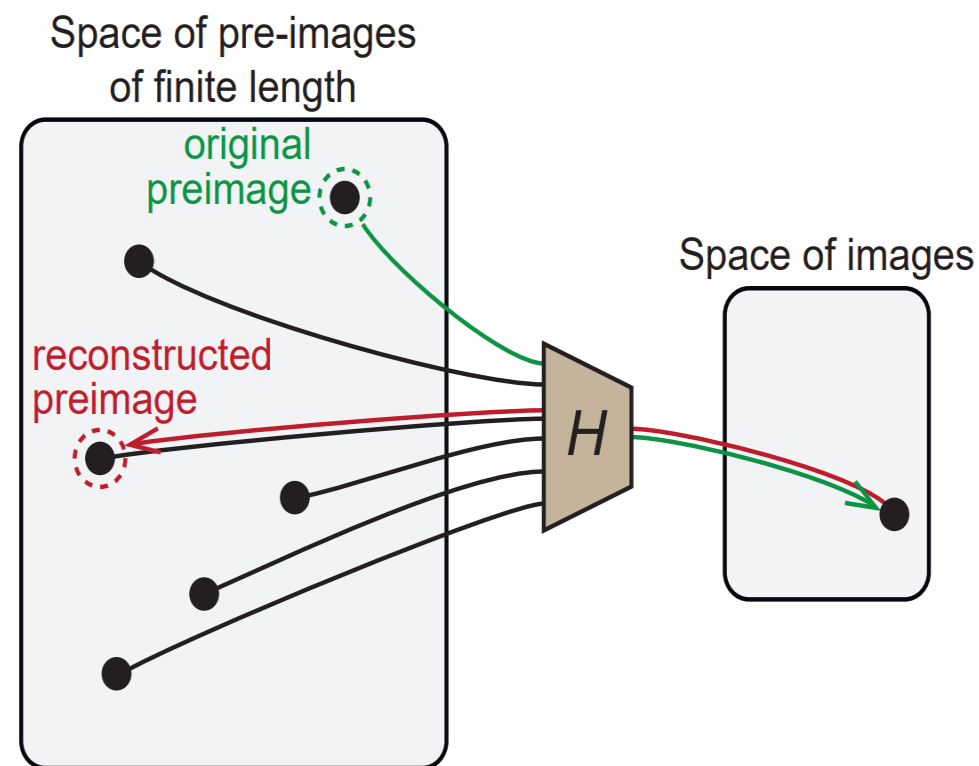 Space of pre-images
of finite length
original
preimage
Space of images
reconstructed
preimage
H